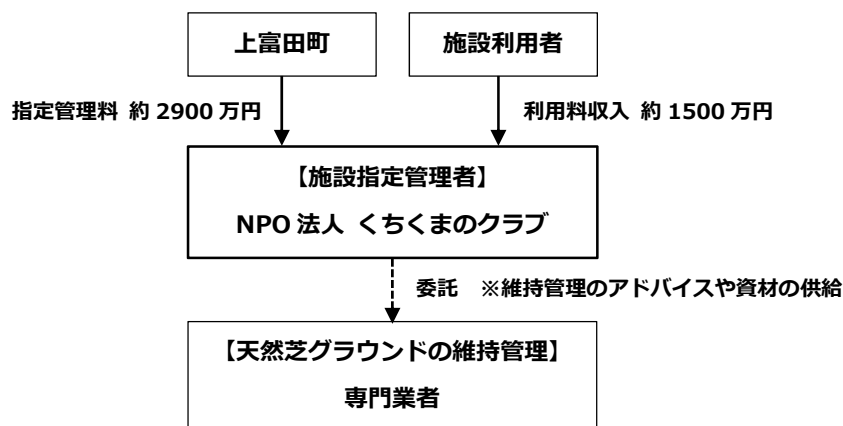 上富田町
施設利用者
指定管理料 約 2900 万円
利用料収入 約 1500 万円
【施設指定管理者】
NPO 法人 くちくまのクラブ
委託 ※維持管理のアドバイスや資材の供給
【天然芝グラウンドの維持管理】
専門業者